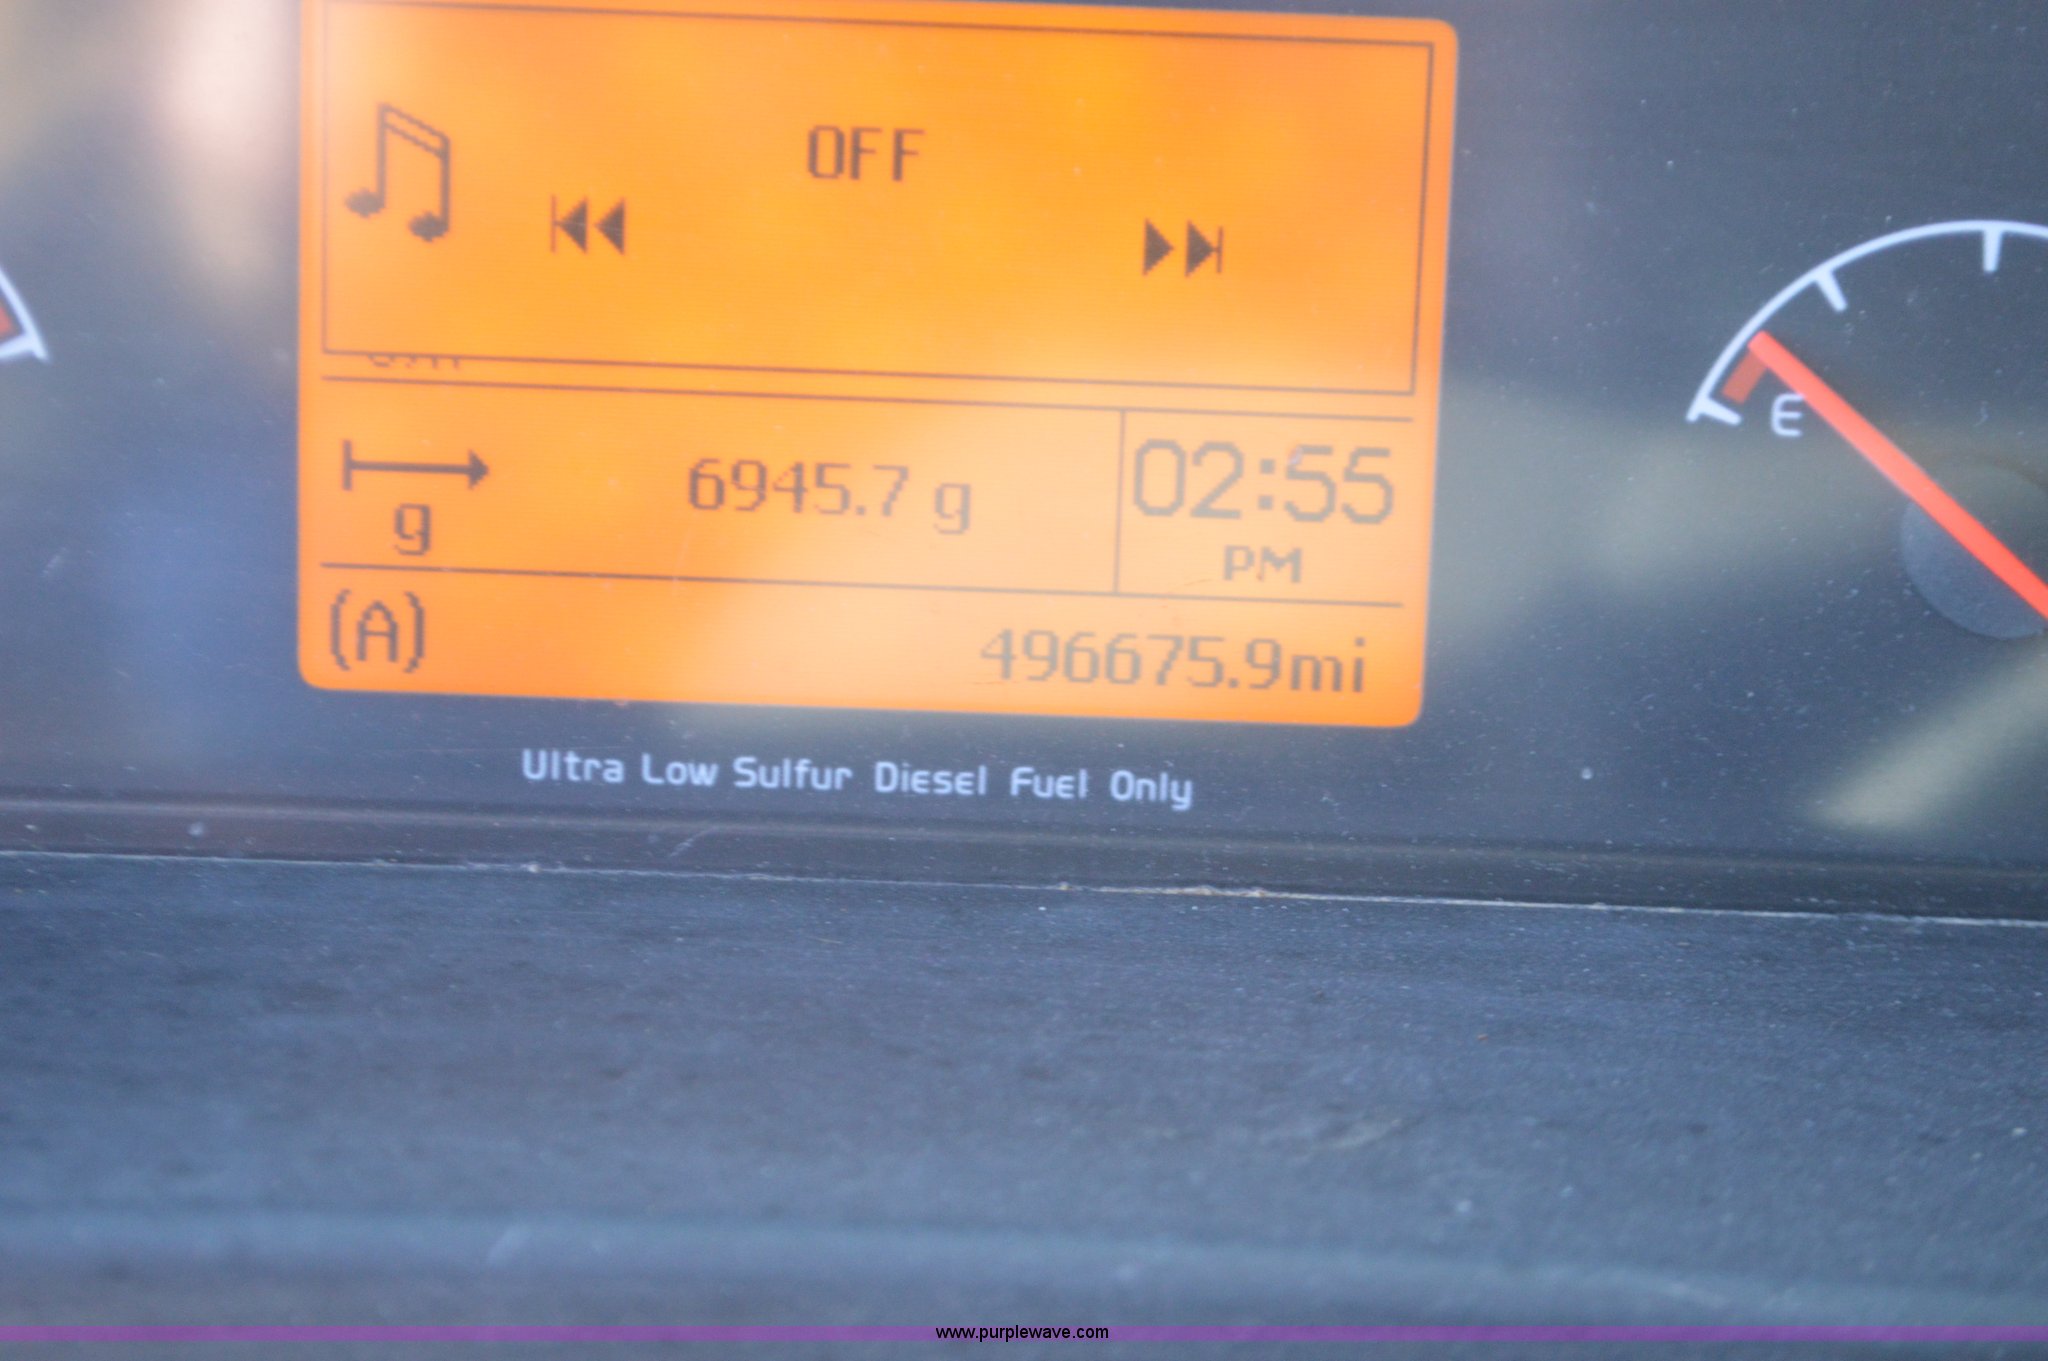 OFF
6945.7 g
g
02:55
PM
(A)
496675.9mi
E
Ultra Low Sulfur Diesel Fuel Only
www.purplewave.com